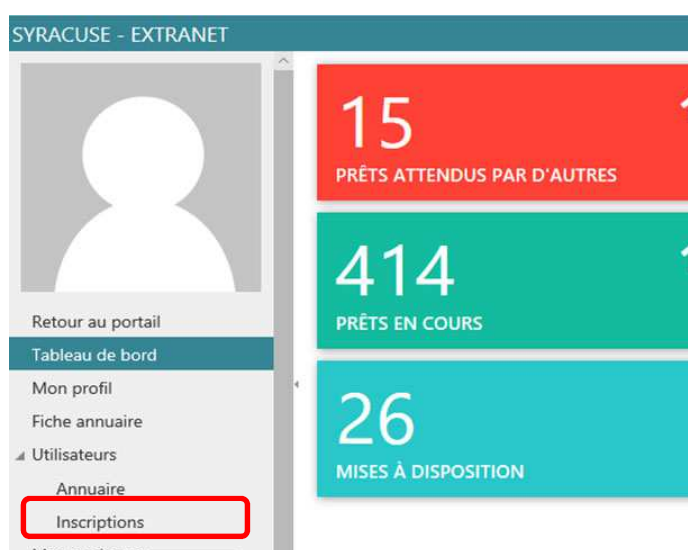 SYRACUSE - EXTRANET
Retour au portail
Tableau de bord
Mon profil
Fiche annuaire
Utilisateurs
Annuaire
Inscriptions
15
PRÊTS ATTENDUS PAR D'AUTRES
414
PRÊTS EN COURS
26
MISES À DISPOSITION